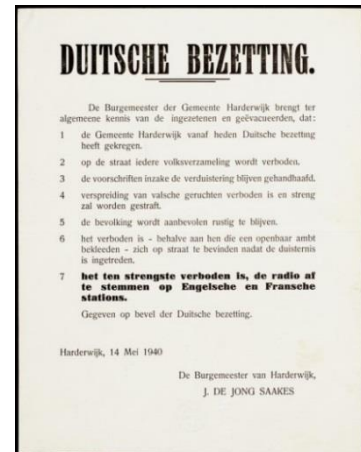 DUITSCHE BEZETTING.
De Burgemeester der Gemeente Harderwijk brengt ter
algemeene kennis van de ingezetenen en geëvacueerden, dat:
1 de Gemeente Harderwijk vanaf heden Duitsche bezetting
heeft gekregen.
2 op de straat iedere volksverzameling wordt verboden.
3 de voorschriften inzake de verduistering blijven gehandhaafd.
4 verspreiding van valsche geruchten verboden is en streng
zal worden gestraft.
5 de bevolking wordt aanbevolen rustig te blijven.
6 het verboden is - behalve aan hen die een openbaar ambt
bekleeden - zich op straat te bevinden nadat de duisternis
is ingetreden.
7 het ten strengste verboden is, de radio af
te stemmen op Engelsche en Fransche
stations.
Gegeven op bevel der Duitsche bezetting.
Harderwijk, 14 Mei 1940
De Burgemeester van Harderwijk,
J. DE JONG SAAKES